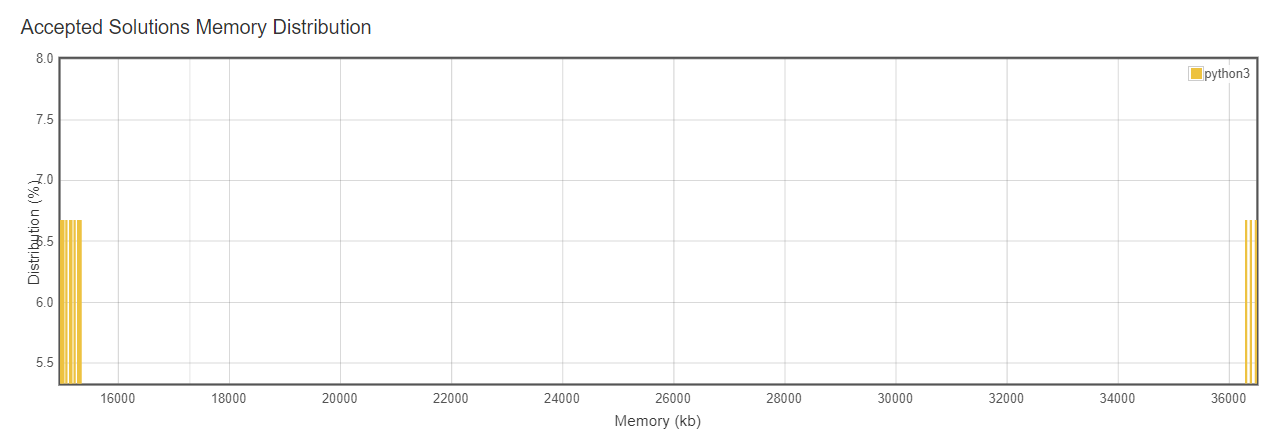 Accepted Solutions Memory Distribution
8.0
python3
7.5
7.0
Distribution (%)
6.5
6.0
5.5
16000 18000 20000 22000 24000 26000 28000 30000 32000 34000 36000
Memory (kb)